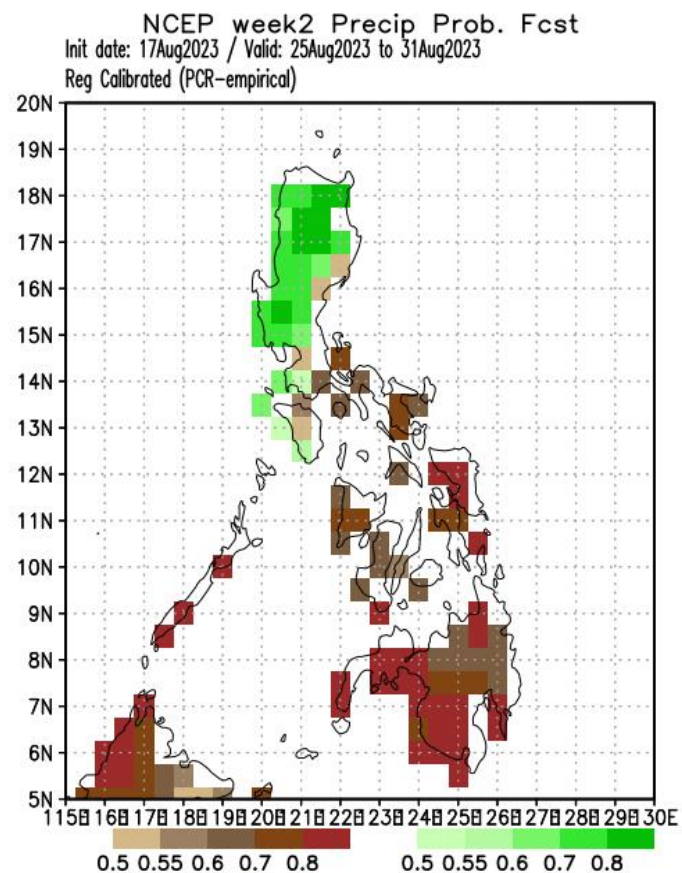 NCEP week2 Precip Prob. Fcst
Init date: 17Aug2023 / Valid: 25Aug2023 to 31Aug2023
Reg Calibrated (PCR-empirical)
20N
19N
18N
17N
16N
15N
14N
13N
12N
11N
10N
9N
8N
7N
6N
5N
115E 116E 117E 118E 119E 120E 121E 122E 123E 124E 125E 126E 127E 128E 129E 130E
0.5 0.55 0.6 0.7 0.8 0.5 0.55 0.6 0.7 0.8